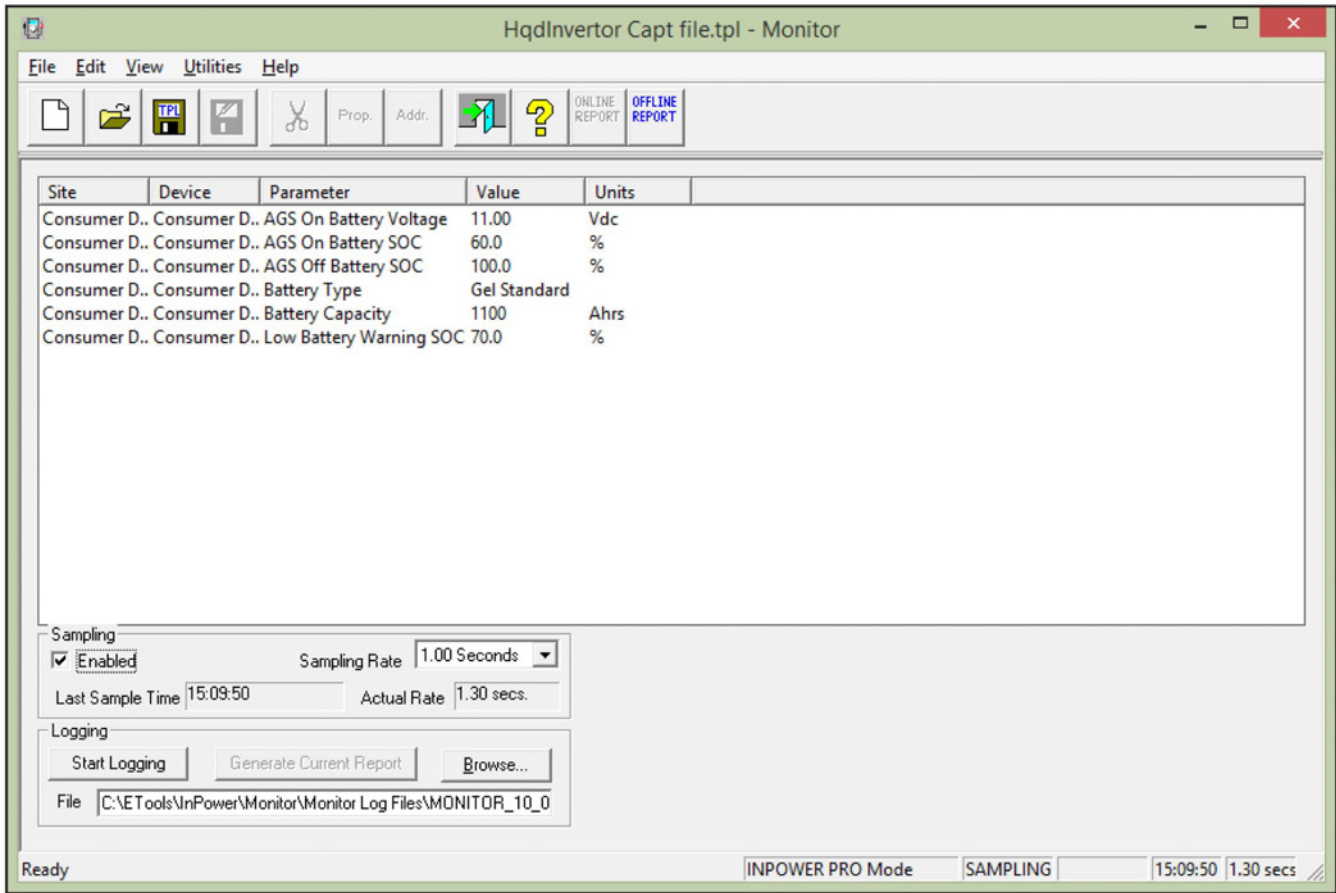 HqdInvertor Capt file.tpl - Monitor
File Edit View Utilities Help
TPL Prop. Addr. ? ONLINE REPORT OFFLINE REPORT
Site Device Parameter Value Units
Consumer D.. Consumer D.. AGS On Battery Voltage 11.00 Vdc
Consumer D.. Consumer D.. AGS On Battery SOC 60.0 %
Consumer D.. Consumer D.. AGS Off Battery SOC 100.0 %
Consumer D.. Consumer D.. Battery Type Gel Standard
Consumer D.. Consumer D.. Battery Capacity 1100 Ahrs
Consumer D.. Consumer D.. Low Battery Warning SOC 70.0 %
Sampling
Enabled Sampling Rate 1.00 Seconds
Last Sample Time 15:09:50 Actual Rate 1.30 secs.
Logging
Start Logging Generate Current Report Browse...
File C:\ETools\InPower\Monitor\Monitor Log Files\MONITOR_10_0
Ready INPOWER PRO Mode SAMPLING 15:09:50 1.30 secs